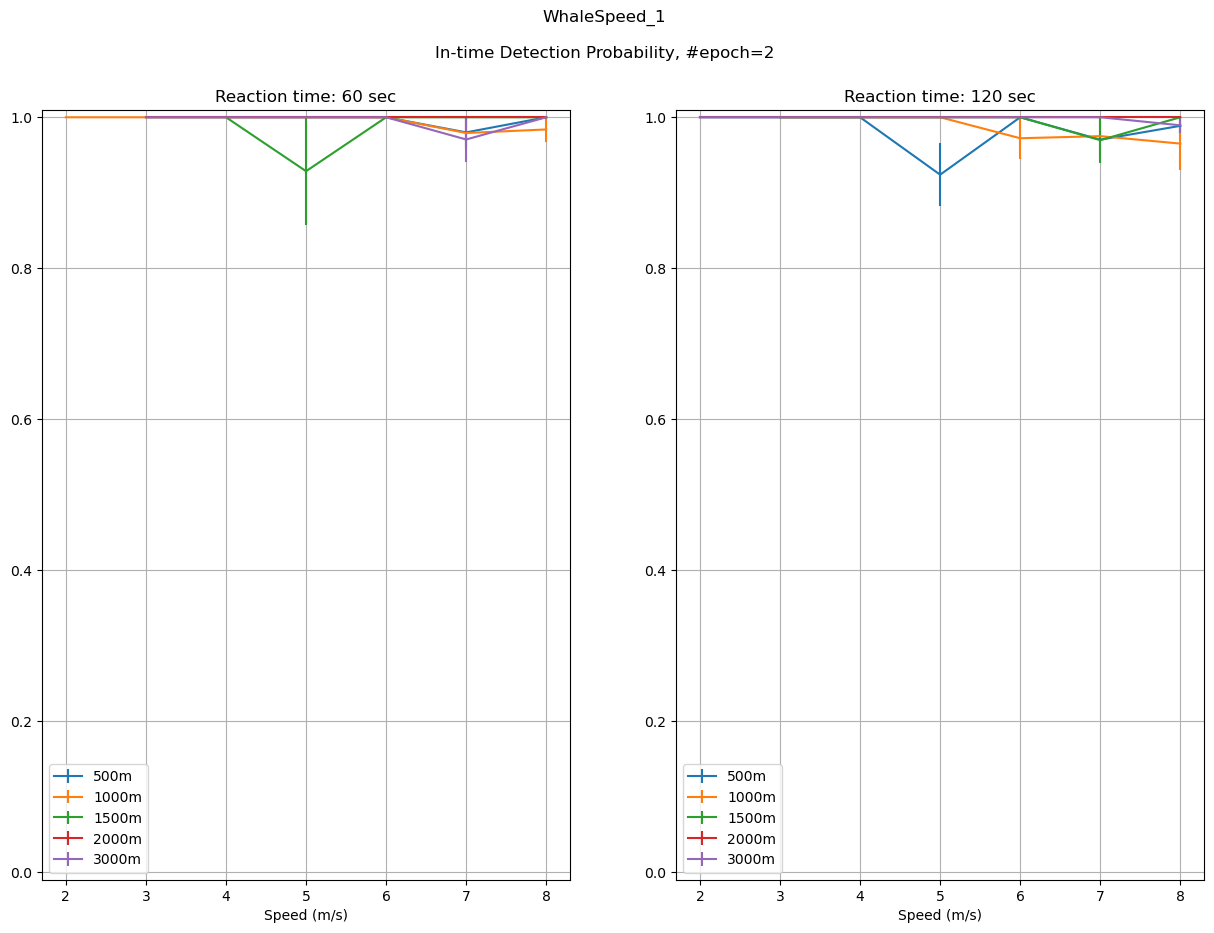 WhaleSpeed_1
In-time Detection Probability, #epoch=2
Reaction time: 60 sec
1.0
0.8
0.6
0.4
0.2
0.0
500m
1000m
1500m
2000m
3000m
2 3 4 5 6 7 8
Speed (m/s)
Reaction time: 120 sec
1.0
0.8
0.6
0.4
0.2
0.0
500m
1000m
1500m
2000m
3000m
2 3 4 5 6 7 8
Speed (m/s)